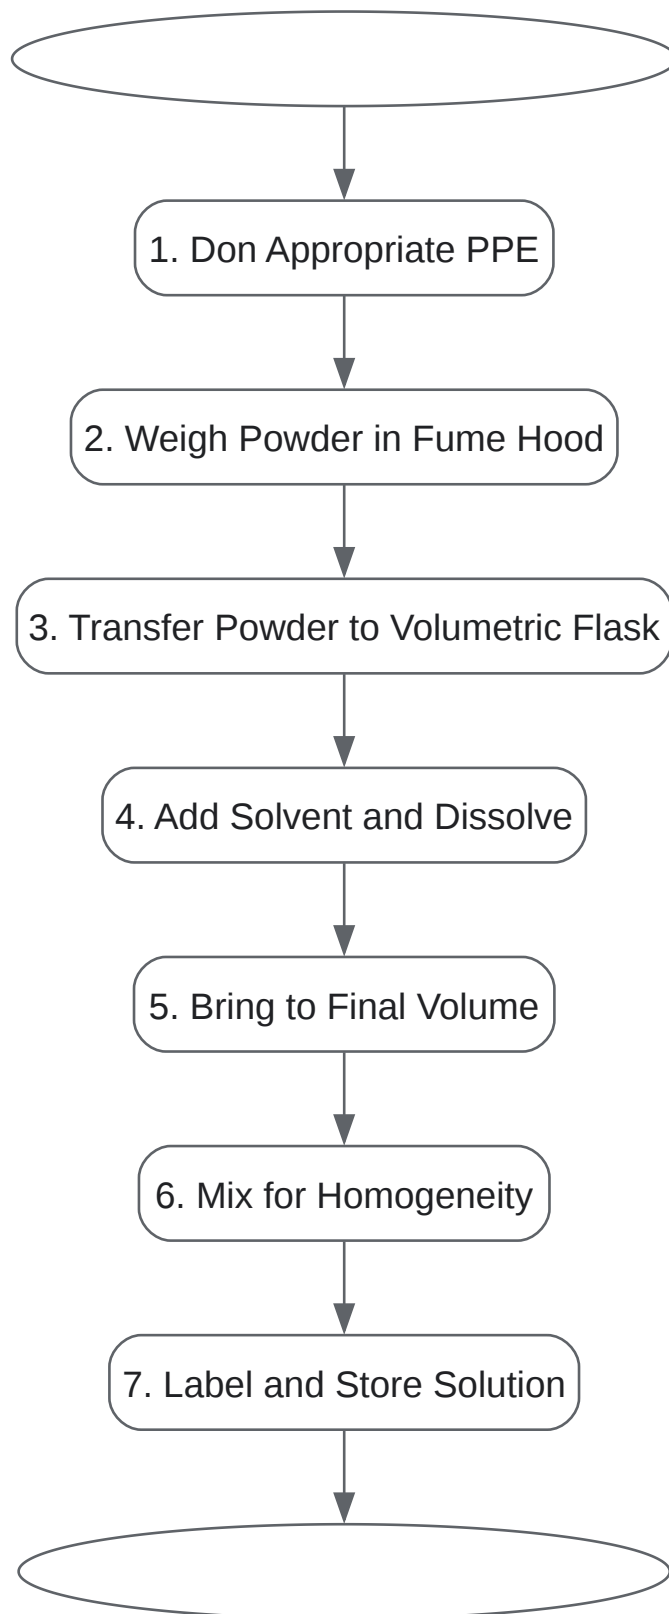 1. Don Appropriate PPE
2. Weigh Powder in Fume Hood
3. Transfer Powder to Volumetric Flask
4. Add Solvent and Dissolve
5. Bring to Final Volume
6. Mix for Homogeneity
7. Label and Store Solution